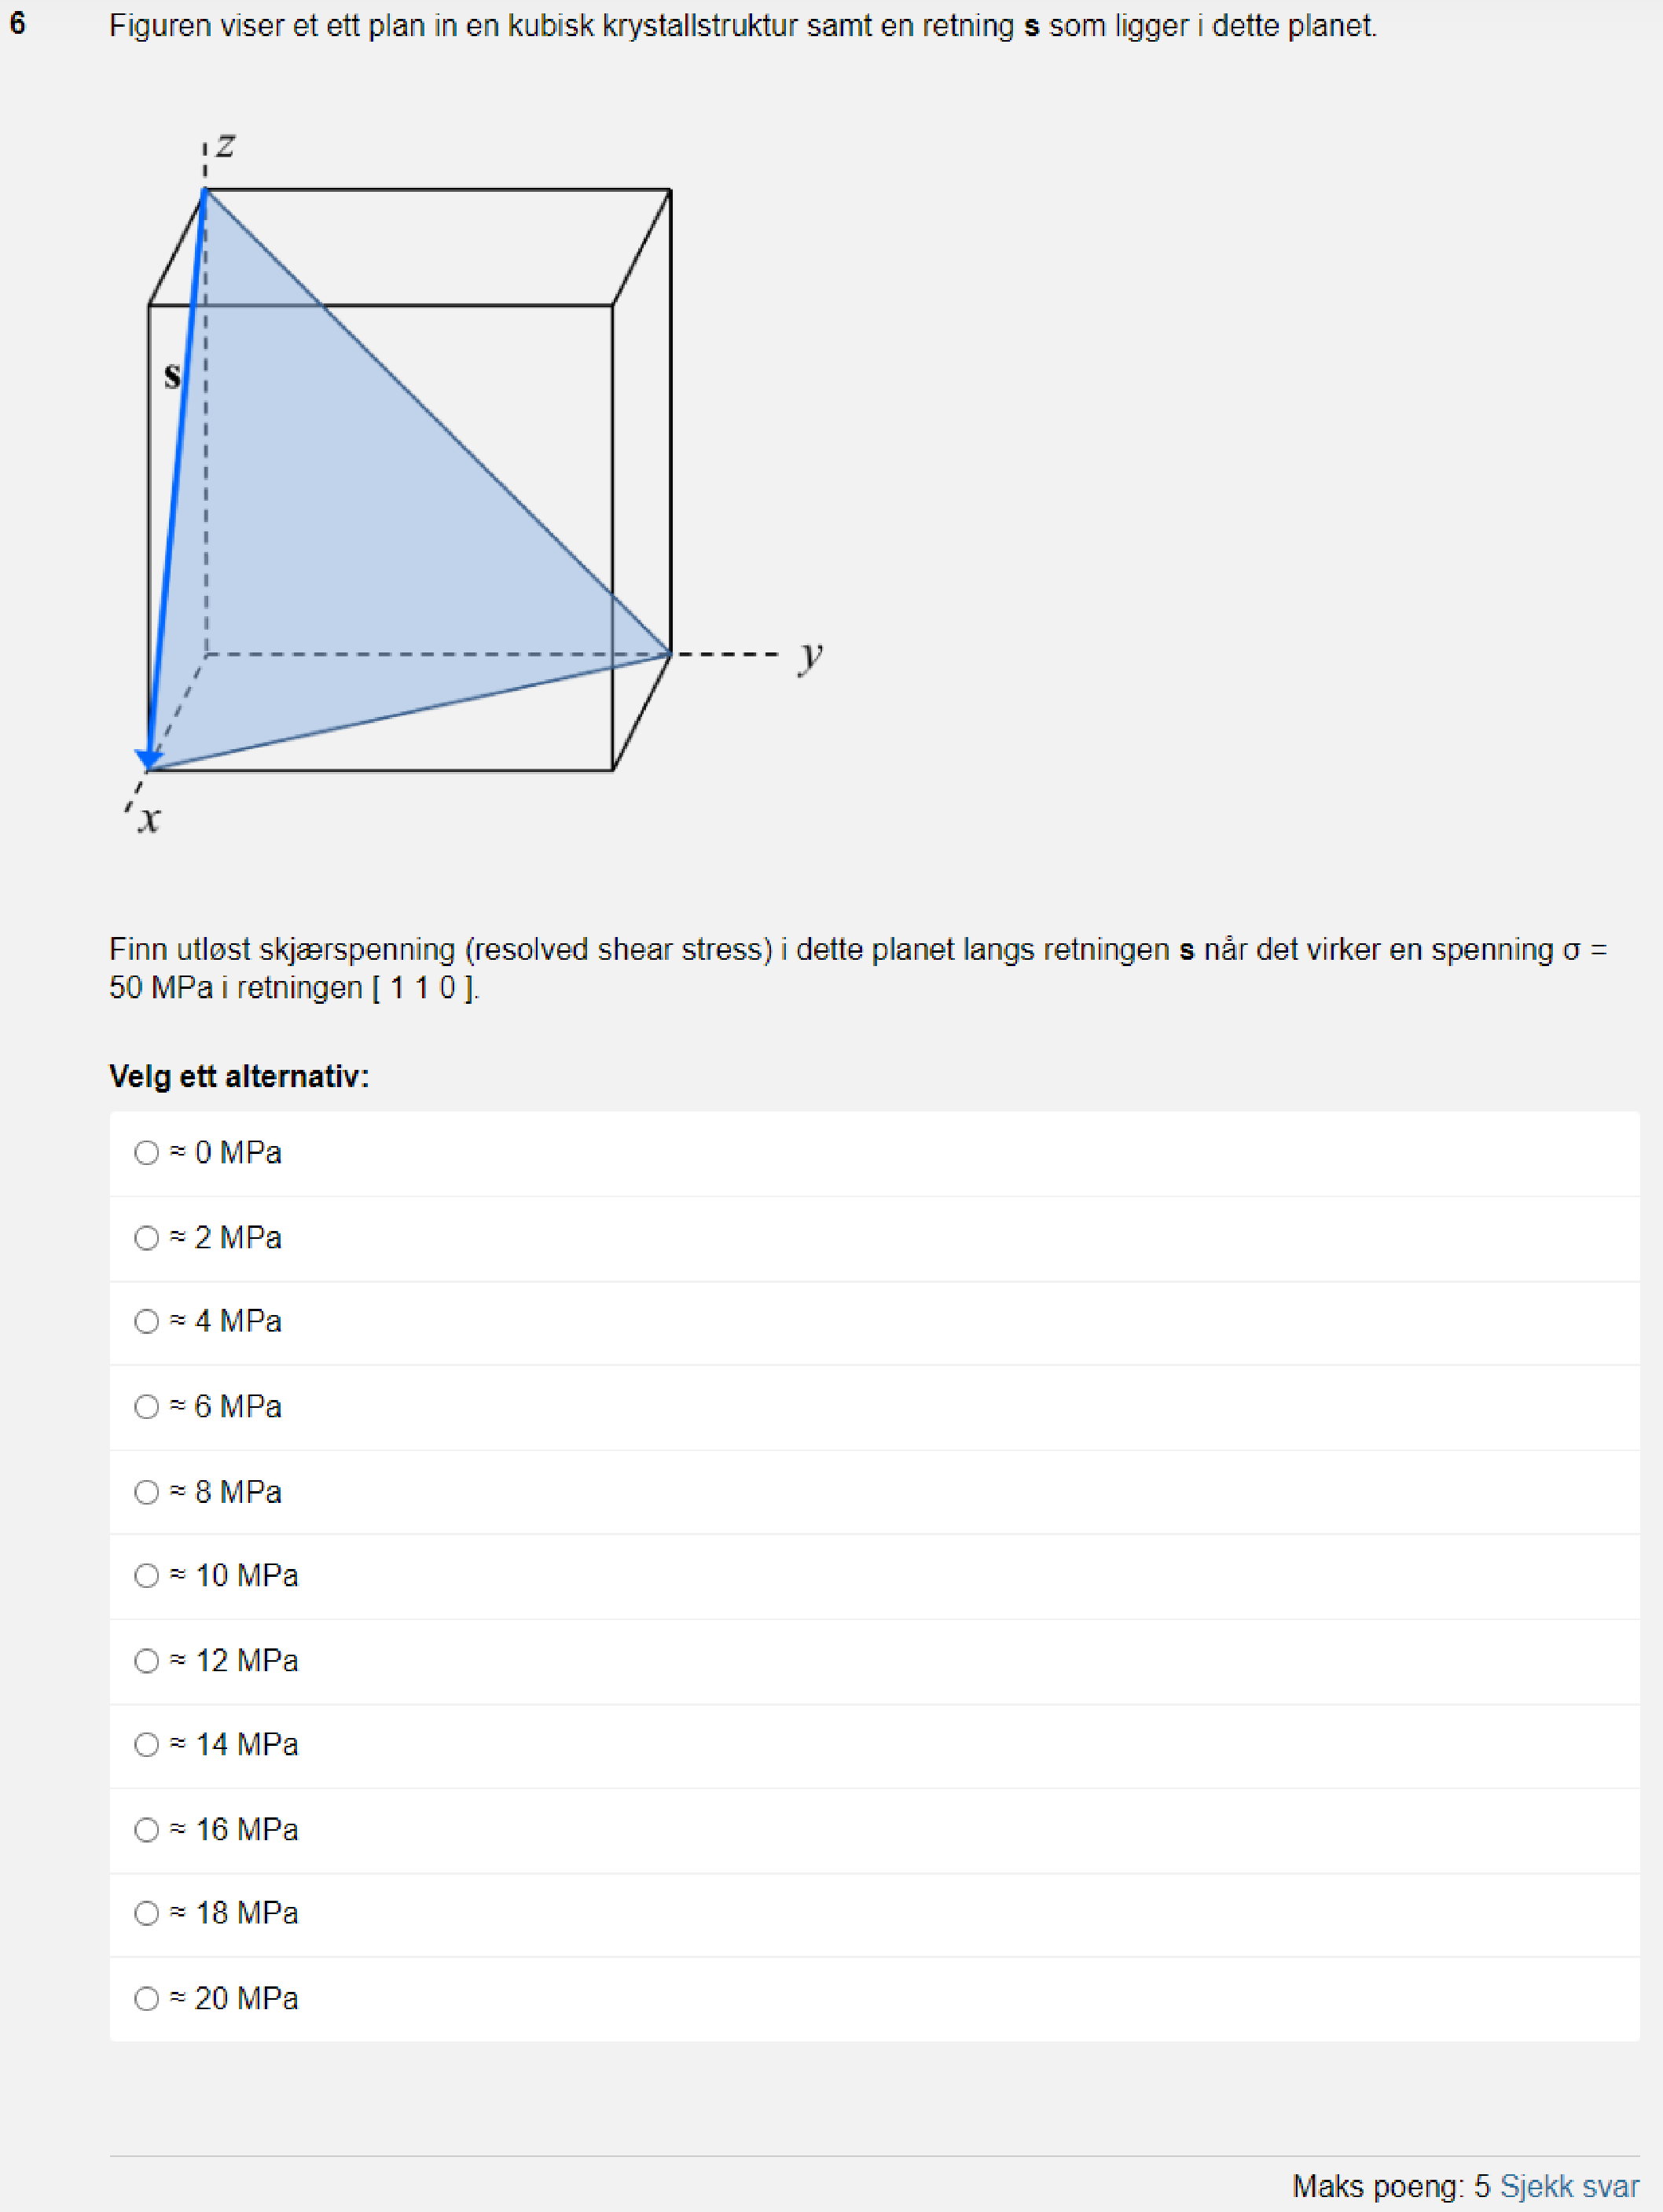 6 Figuren viser et ett plan in en kubisk krystallstruktur samt en retning s som ligger i dette planet.
z
s
y
x
Finn utløst skjærspenning (resolved shear stress) i dette planet langs retningen s når det virker en spenning σ =
50 MPa i retningen [ 1 1 0 ].
Velg ett alternativ:
≈ 0 MPa
≈ 2 MPa
≈ 4 MPa
≈ 6 MPa
≈ 8 MPa
≈ 10 MPa
≈ 12 MPa
≈ 14 MPa
≈ 16 MPa
≈ 18 MPa
≈ 20 MPa
Maks poeng: 5 Sjekk svar